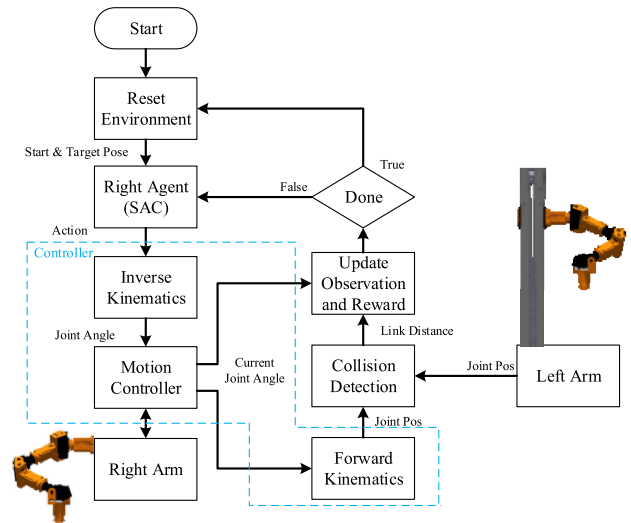 Start
Reset
Environment
Start & Target Pose
True
Right Agent
(SAC)
False
Done
Action
Controller
Inverse
Kinematics
Update
Observation
and Reward
Joint Angle
Link Distance
Motion
Controller
Current
Joint Angle
Collision
Detection
Joint Pos
Left Arm
Joint Pos
Right Arm
Forward
Kinematics